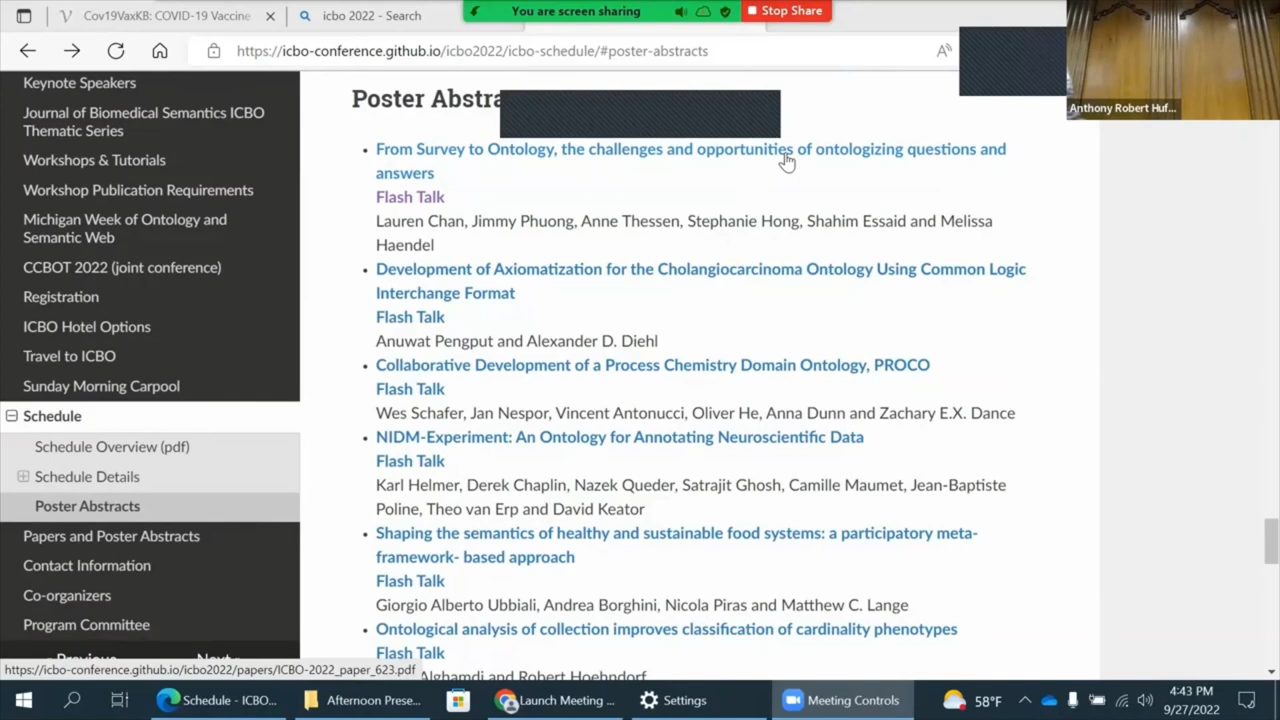 Cov19VaxKB: COVID-19 Vaccine
icbo 2022 - Search
You are screen sharing
Stop Share
https://icbo-conference.github.io/icbo2022/icbo-schedule/#poster-abstracts
Anthony Robert Huf...
Keynote Speakers
Journal of Biomedical Semantics ICBO
Thematic Series
Workshops & Tutorials
Workshop Publication Requirements
Michigan Week of Ontology and
Semantic Web
CCBOT 2022 (joint conference)
Registration
ICBO Hotel Options
Travel to ICBO
Sunday Morning Carpool
Schedule
Schedule Overview (pdf)
Schedule Details
Poster Abstracts
Papers and Poster Abstracts
Contact Information
Co-organizers
Program Committee
Poster Abstra
From Survey to Ontology, the challenges and opportunities of ontologizing questions and
answers
Flash Talk
Lauren Chan, Jimmy Phuong, Anne Thessen, Stephanie Hong, Shahim Essaid and Melissa
Haendel
Development of Axiomatization for the Cholangiocarcinoma Ontology Using Common Logic
Interchange Format
Flash Talk
Anuwat Pengput and Alexander D. Diehl
Collaborative Development of a Process Chemistry Domain Ontology, PROCO
Flash Talk
Wes Schafer, Jan Nespor, Vincent Antonucci, Oliver He, Anna Dunn and Zachary E.X. Dance
NIDM-Experiment: An Ontology for Annotating Neuroscientific Data
Flash Talk
Karl Helmer, Derek Chaplin, Nazek Queder, Satrajit Ghosh, Camille Maumet, Jean-Baptiste
Poline, Theo van Erp and David Keator
Shaping the semantics of healthy and sustainable food systems: a participatory meta-
framework- based approach
Flash Talk
Giorgio Alberto Ubbiali, Andrea Borghini, Nicola Piras and Matthew C. Lange
Ontological analysis of collection improves classification of cardinality phenotypes
Flash Talk
Alghamdi and Robert Hoehndorf
https://icbo-conference.github.io/icbo2022/papers/ICBO-2022_paper_623.pdf
Schedule - ICBO...
Afternoon Prese...
Launch Meeting ...
Settings
Meeting Controls
58°F
4:43 PM
9/27/2022